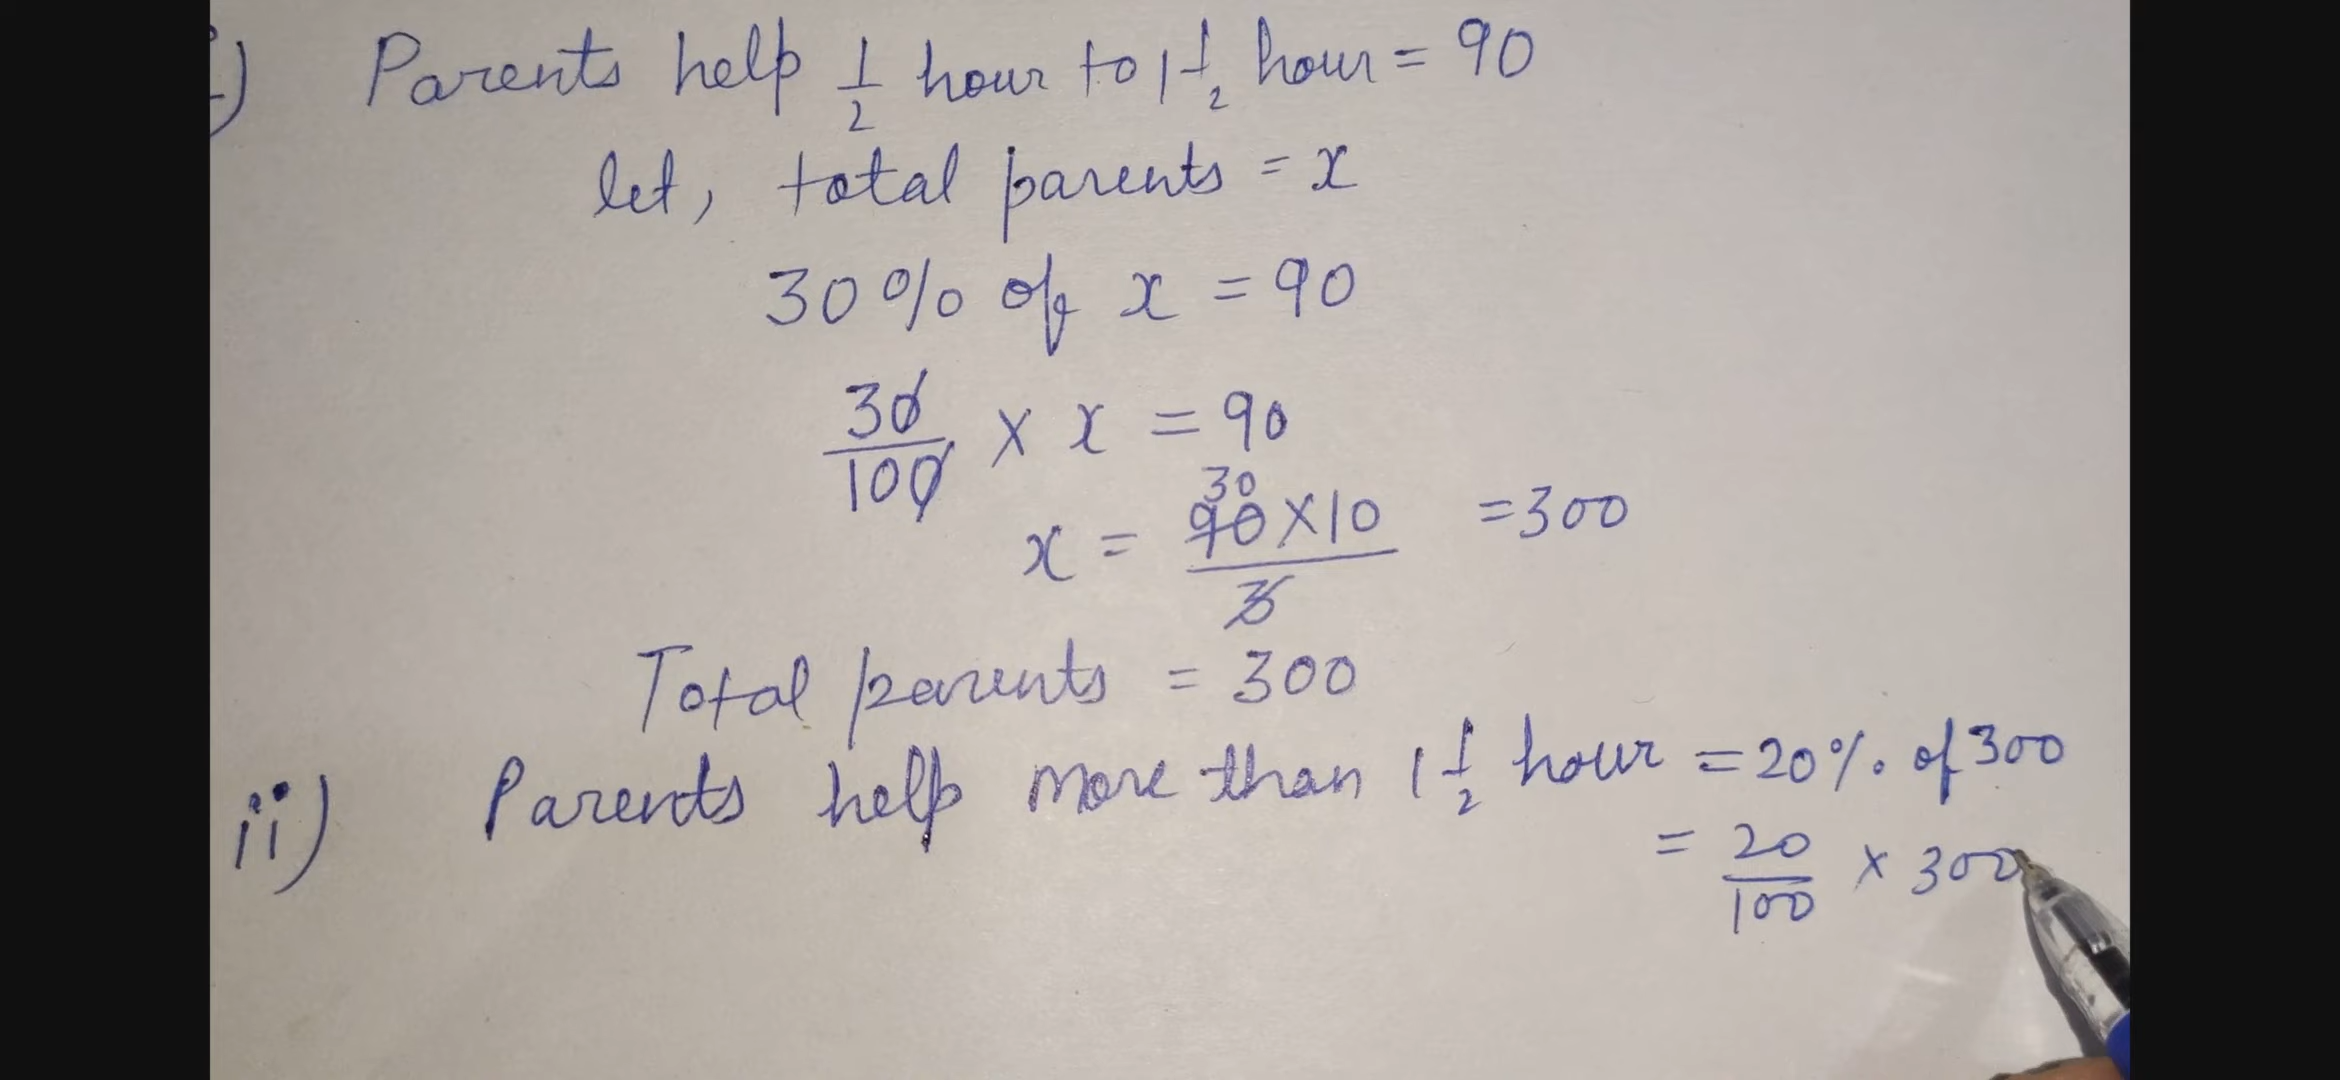 i) Parents help 1/2 hour to 1 1/2 hour = 90
let, total parents = x
30% of x = 90
30/100 × x = 90
30
x = 90×10/3 = 300
Total parents = 300
ii) Parents help more than 1 1/2 hour = 20% of 300
= 20/100 × 300